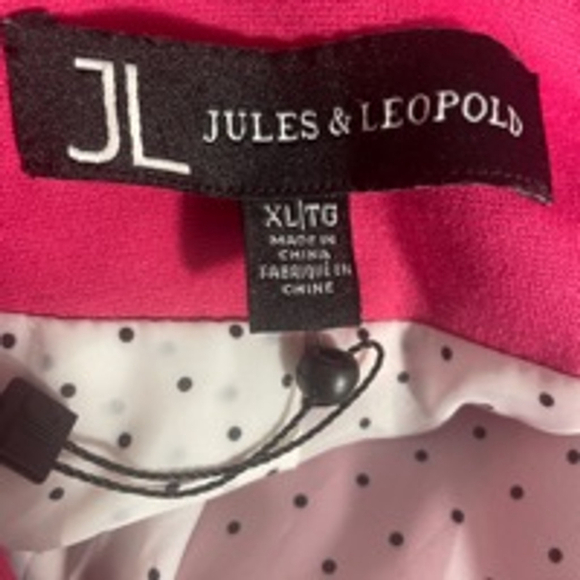 JL JULES & LEOPOLD
XL/TG
MADE IN
CHINA
FABRIQUÉ EN
CHINE